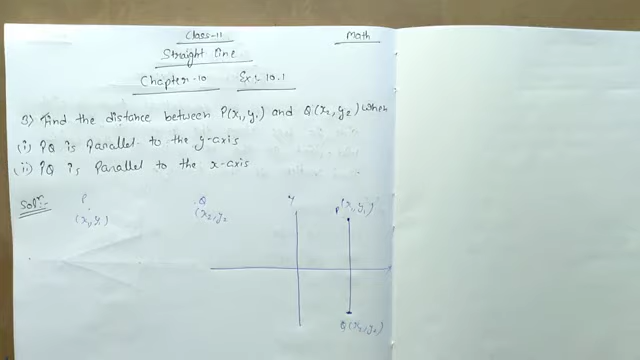 Class-11 Math
Straight line
Chapter-10 Ex:- 10.1
3) Find the distance between P(x₁, y₁) and Q(x₂, y₂) when
(i) PQ is parallel to the y-axis
(ii) PQ is parallel to the x-axis
Solⁿ:-
P
(x₁, y₁)
Q
(x₂, y₂
Y
P(x₁, y₁)
Q(x₂, y₂)